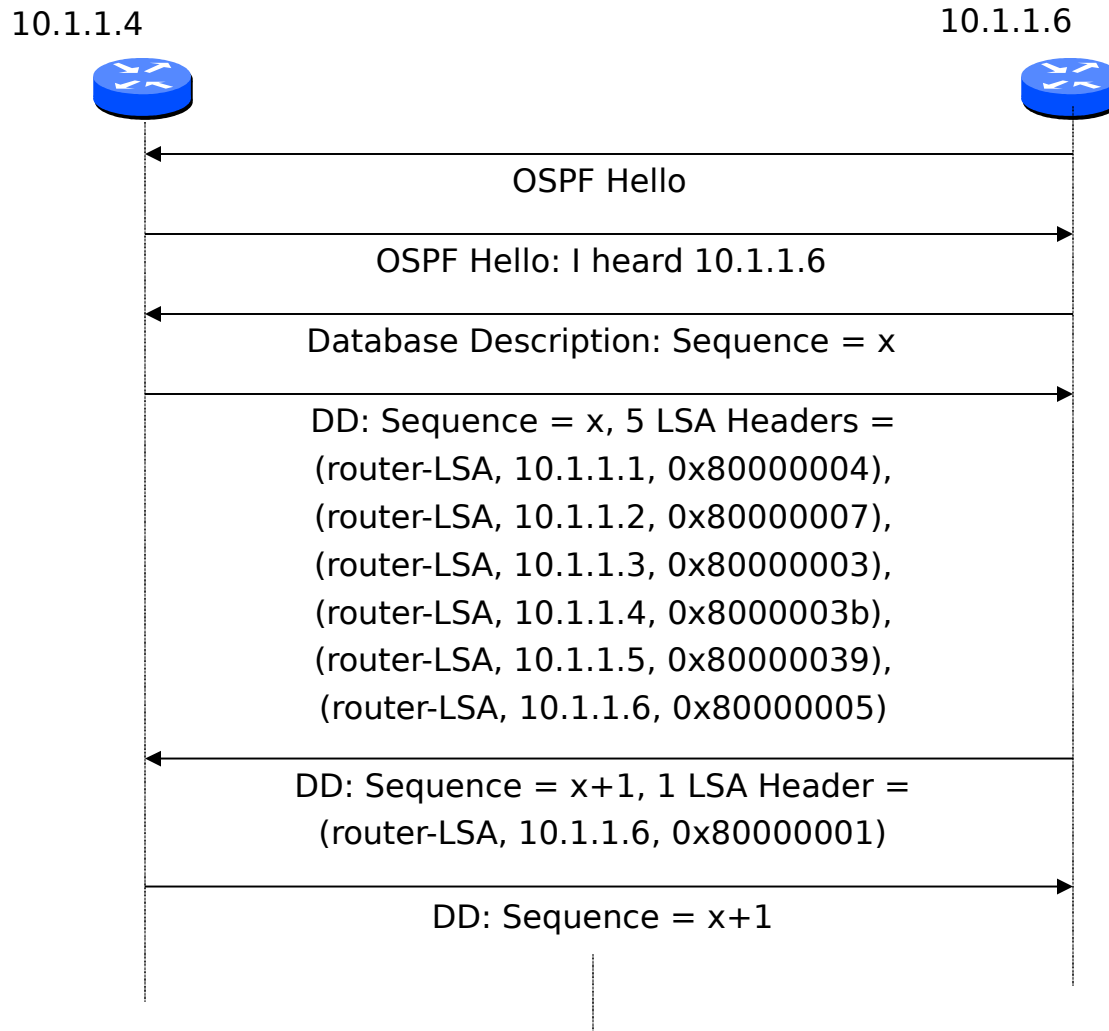 10.1.1.4
10.1.1.6
OSPF Hello
OSPF Hello: I heard 10.1.1.6
Database Description: Sequence = x
DD: Sequence = x, 5 LSA Headers =
(router-LSA, 10.1.1.1, 0x80000004),
(router-LSA, 10.1.1.2, 0x80000007),
(router-LSA, 10.1.1.3, 0x80000003),
(router-LSA, 10.1.1.4, 0x8000003b),
(router-LSA, 10.1.1.5, 0x80000039),
(router-LSA, 10.1.1.6, 0x80000005)
DD: Sequence = x+1, 1 LSA Header =
(router-LSA, 10.1.1.6, 0x80000001)
DD: Sequence = x+1